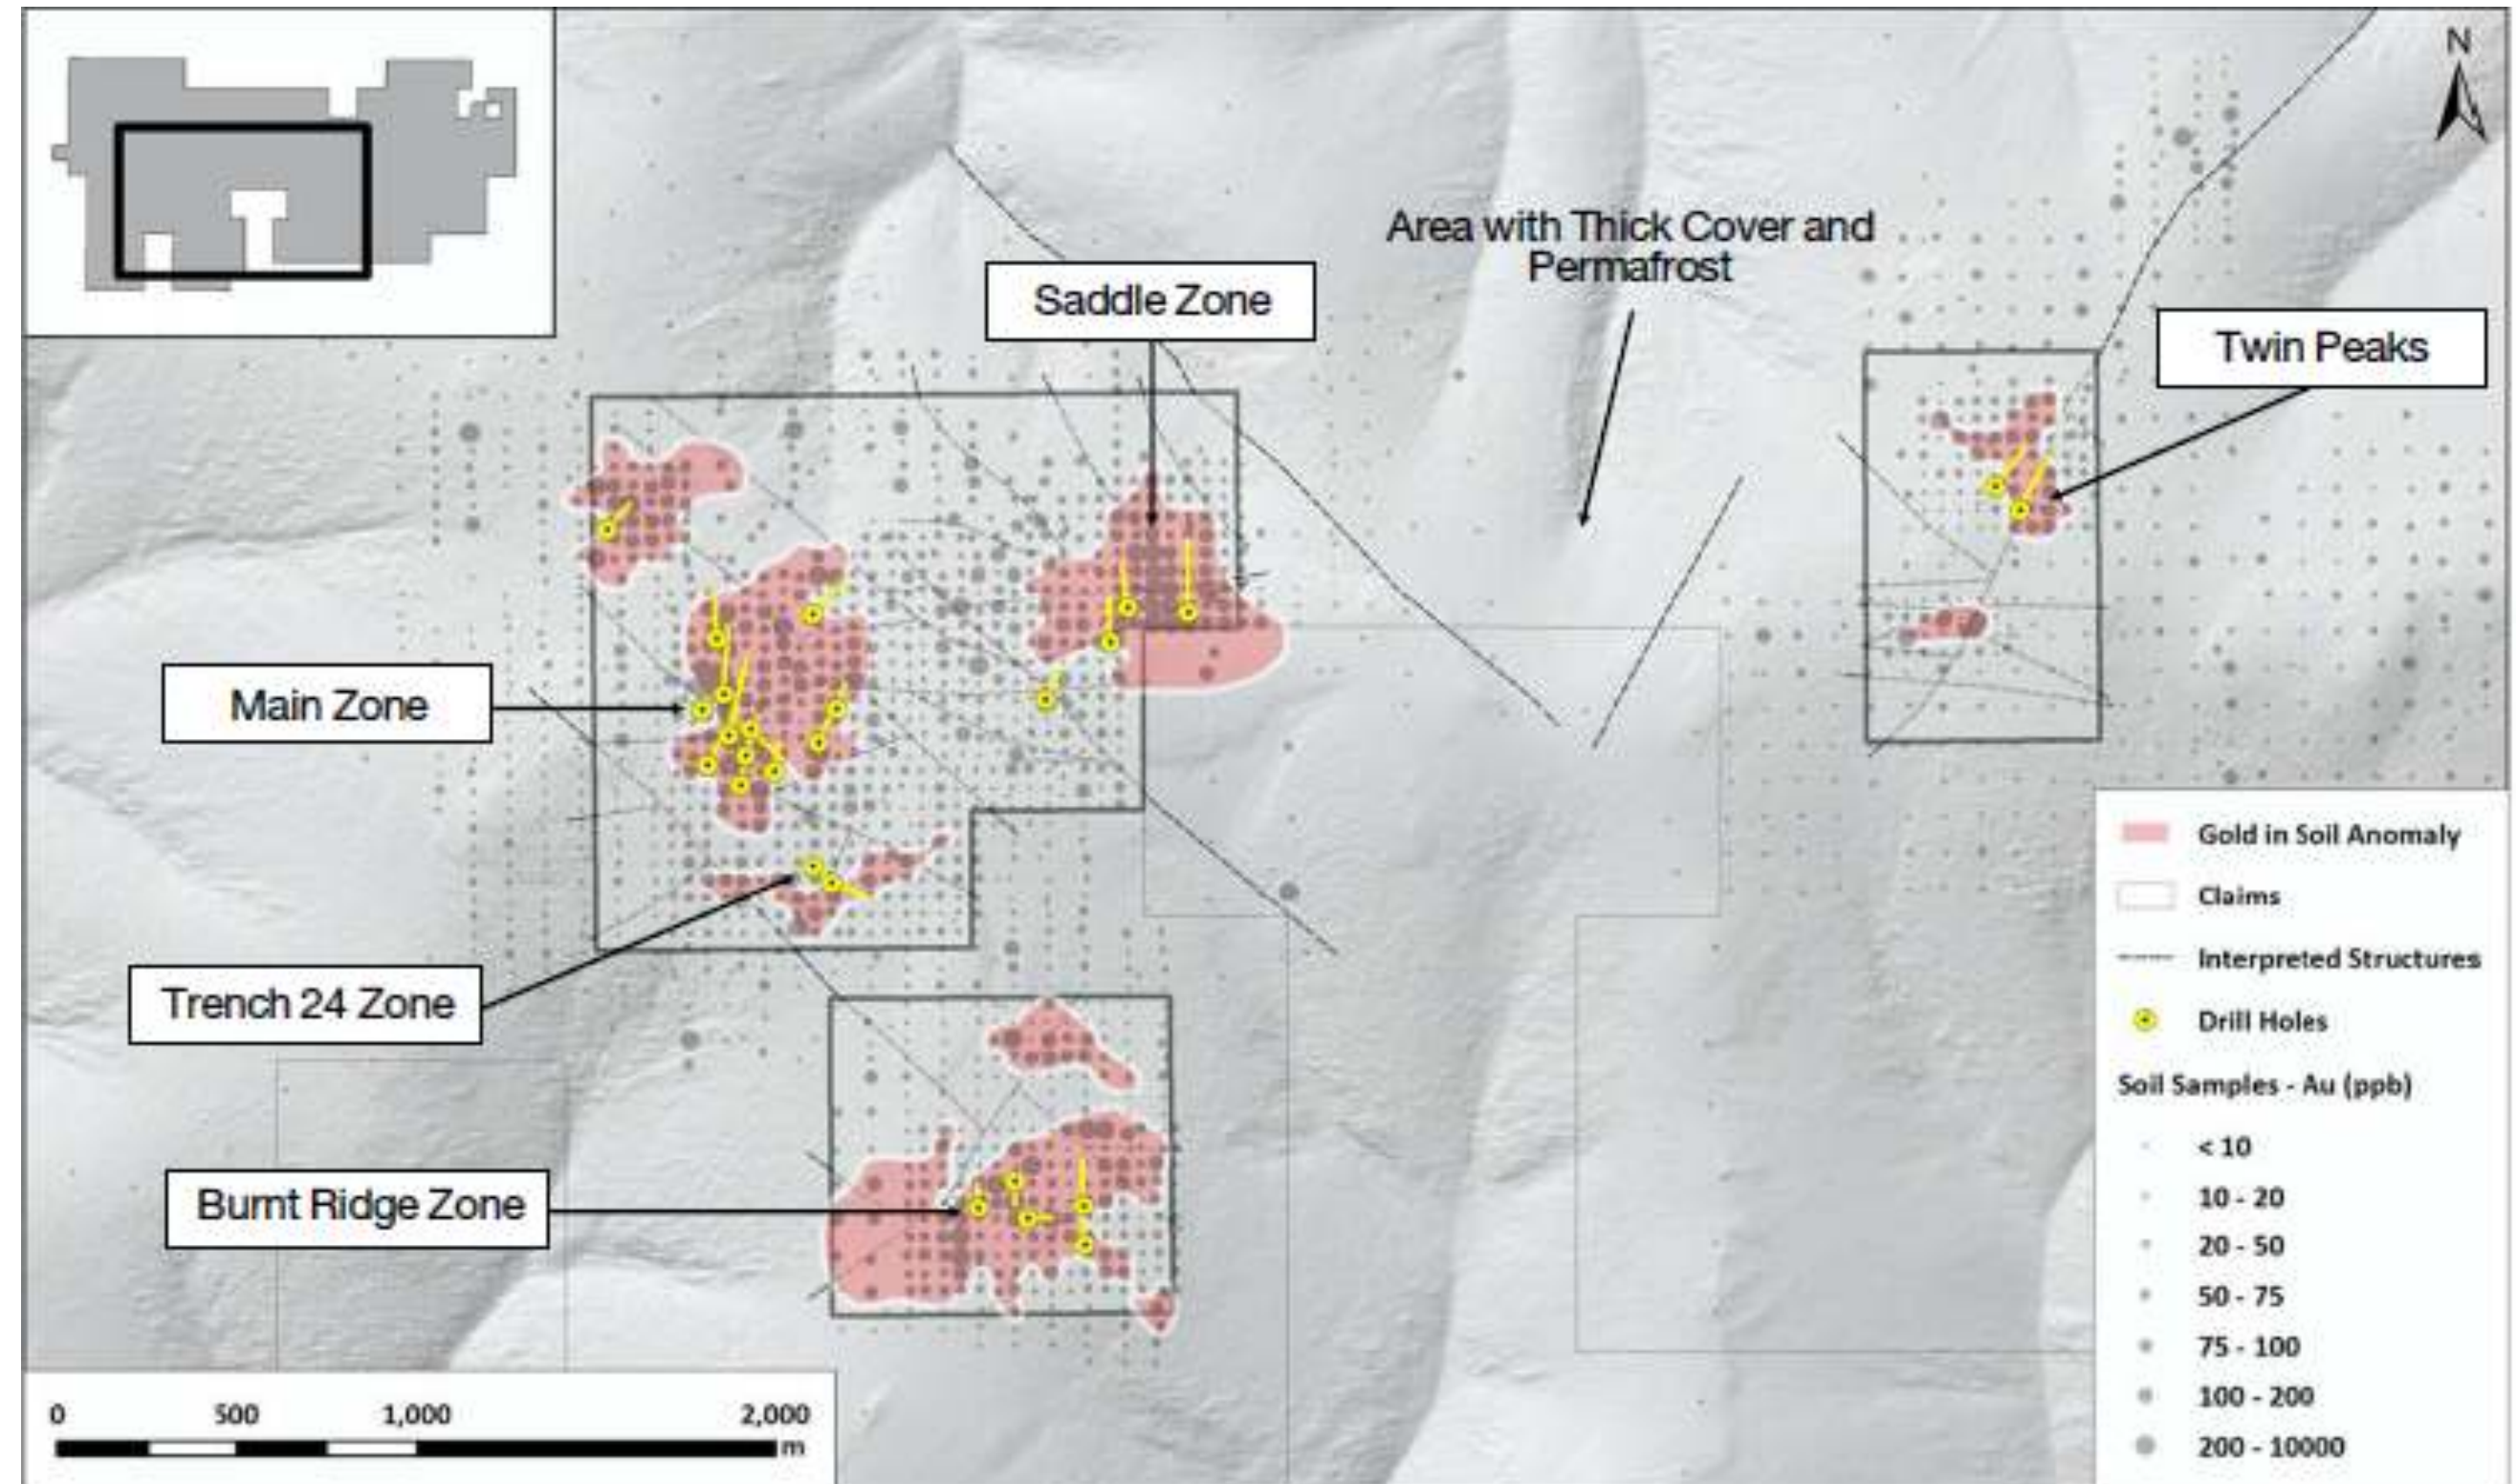 N
Area with Thick Cover and
Permafrost
Saddle Zone
Twin Peaks
Main Zone
Trench 24 Zone
Burnt Ridge Zone
Gold in Soil Anomaly
Claims
Interpreted Structures
Drill Holes
Soil Samples - Au (ppb)
< 10
10 - 20
20 - 50
50 - 75
75 - 100
100 - 200
200 - 10000
0 500 1,000 2,000
m